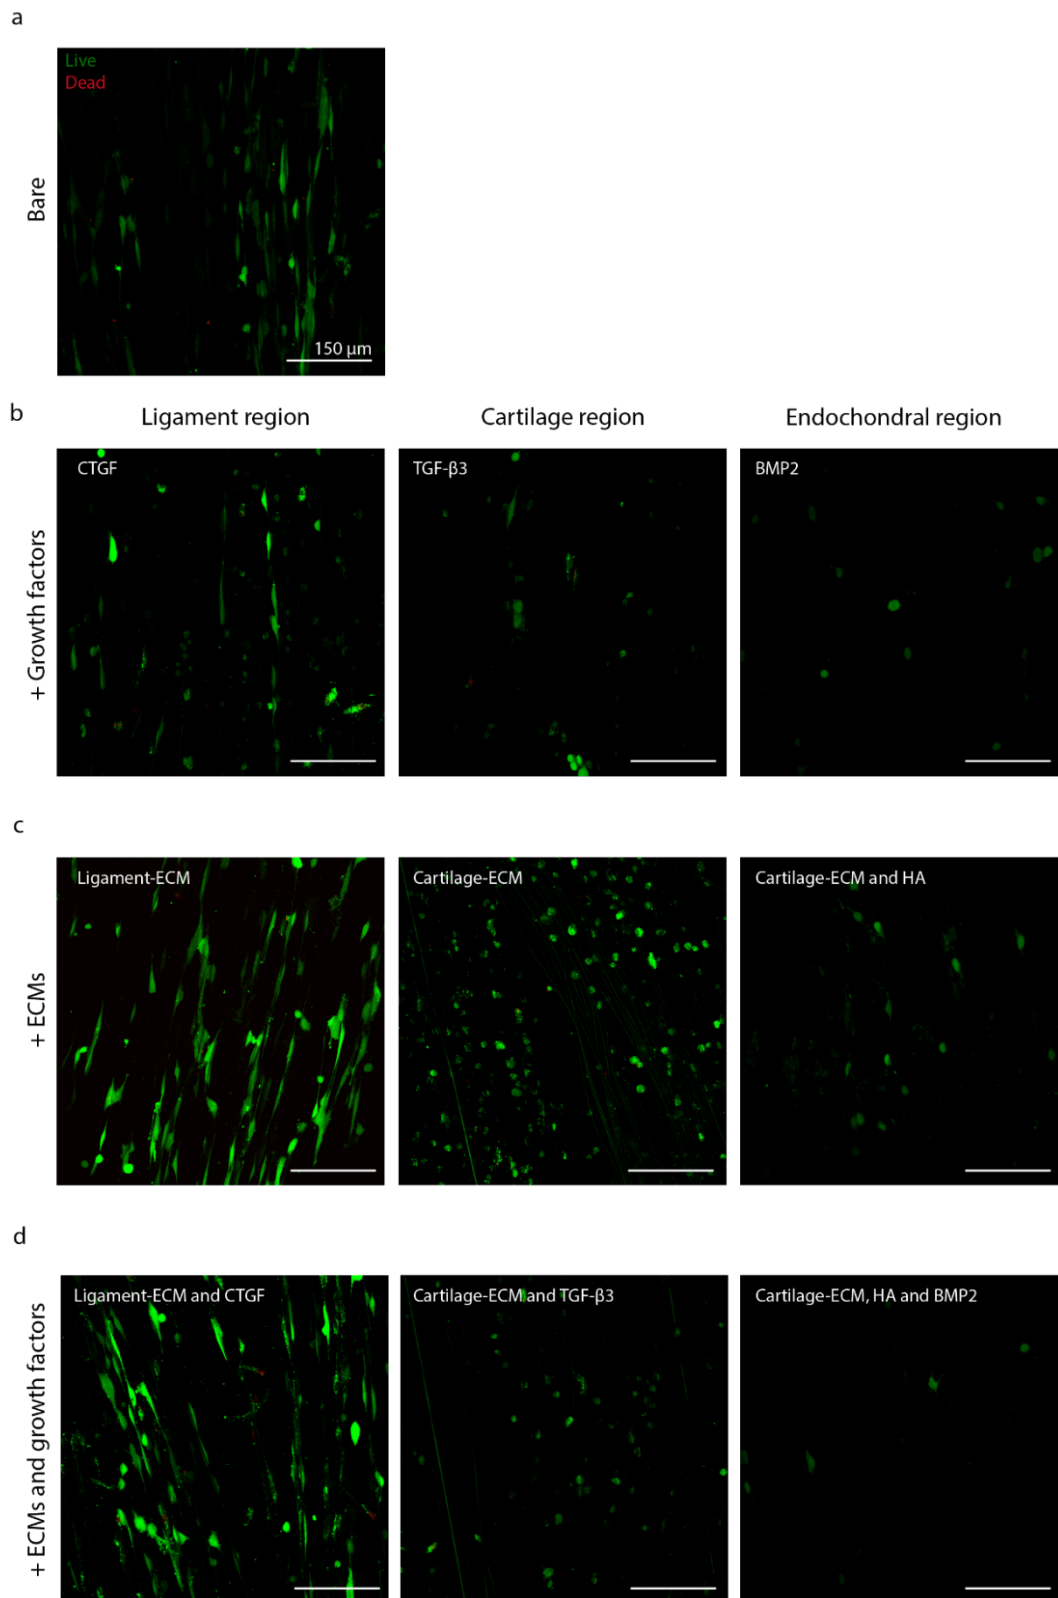 a
Live
Dead
Bare
150 μm
b
Ligament region
Cartilage region
Endochondral region
+ Growth factors
CTGF
TGF-β3
BMP2
c
+ ECMs
Ligament-ECM
Cartilage-ECM
Cartilage-ECM and HA
d
+ ECMs and growth factors
Ligament-ECM and CTGF
Cartilage-ECM and TGF-β3
Cartilage-ECM, HA and BMP2